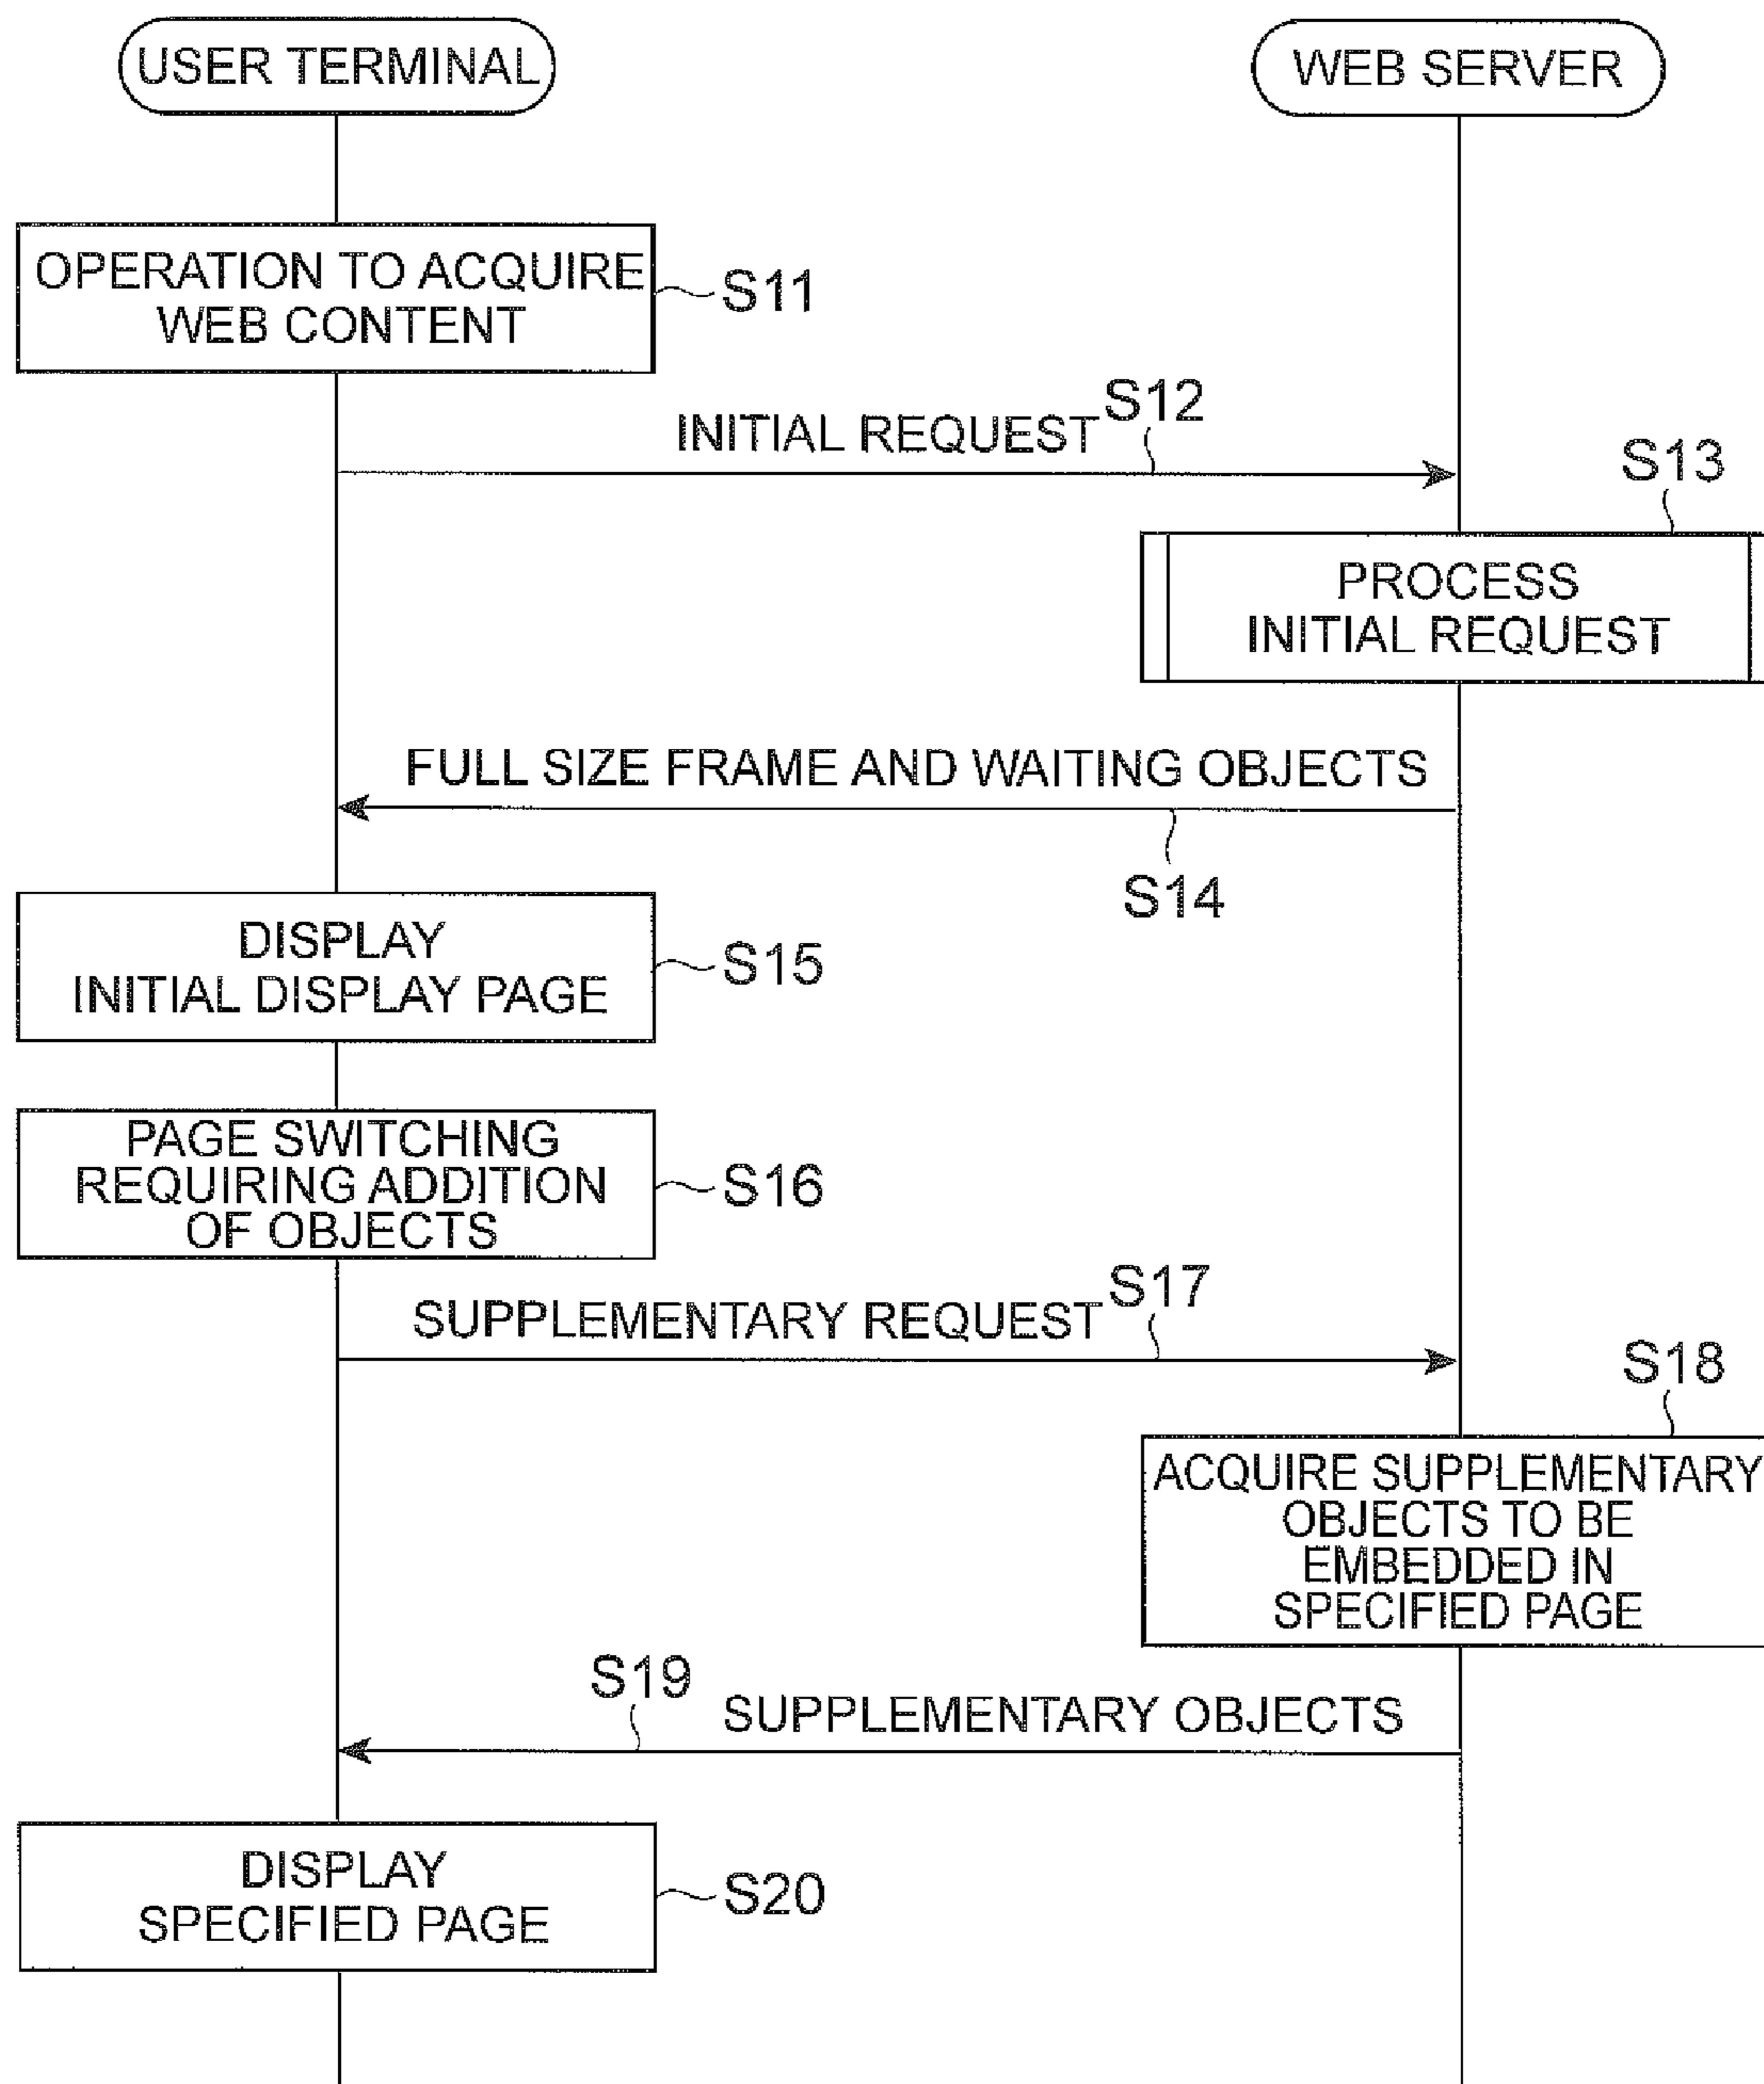 USER TERMINAL
WEB SERVER
OPERATION TO ACQUIRE
WEB CONTENT
S11
INITIAL REQUEST
S12
S13
PROCESS
INITIAL REQUEST
FULL SIZE FRAME AND WAITING OBJECTS
S14
DISPLAY
INITIAL DISPLAY PAGE
S15
PAGE SWITCHING
REQUIRING ADDITION
OF OBJECTS
S16
SUPPLEMENTARY REQUEST
S17
S18
ACQUIRE SUPPLEMENTARY
OBJECTS TO BE
EMBEDDED IN
SPECIFIED PAGE
S19
SUPPLEMENTARY OBJECTS
DISPLAY
SPECIFIED PAGE
S20